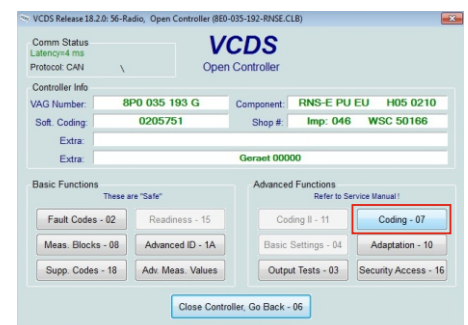 VCDS Release 18.2.0: 56-Radio, Open Controller (8E0-035-192-RNSE.CLB)
Comm Status
Latency=4 ms
Protocol: CAN \
VCDS
Open Controller
Controller Info
VAG Number: 8P0 035 193 G Component: RNS-E PU EU H05 0210
Soft. Coding: 0205751 Shop #: Imp: 046 WSC 50166
Extra:
Extra: Geraet 00000
Basic Functions
These are "Safe"
Advanced Functions
Refer to Service Manual!
Fault Codes - 02 Readiness - 15 Coding II - 11 Coding - 07
Meas. Blocks - 08 Advanced ID - 1A Basic Settings - 04 Adaptation - 10
Supp. Codes - 18 Adv. Meas. Values Output Tests - 03 Security Access - 16
Close Controller, Go Back - 06